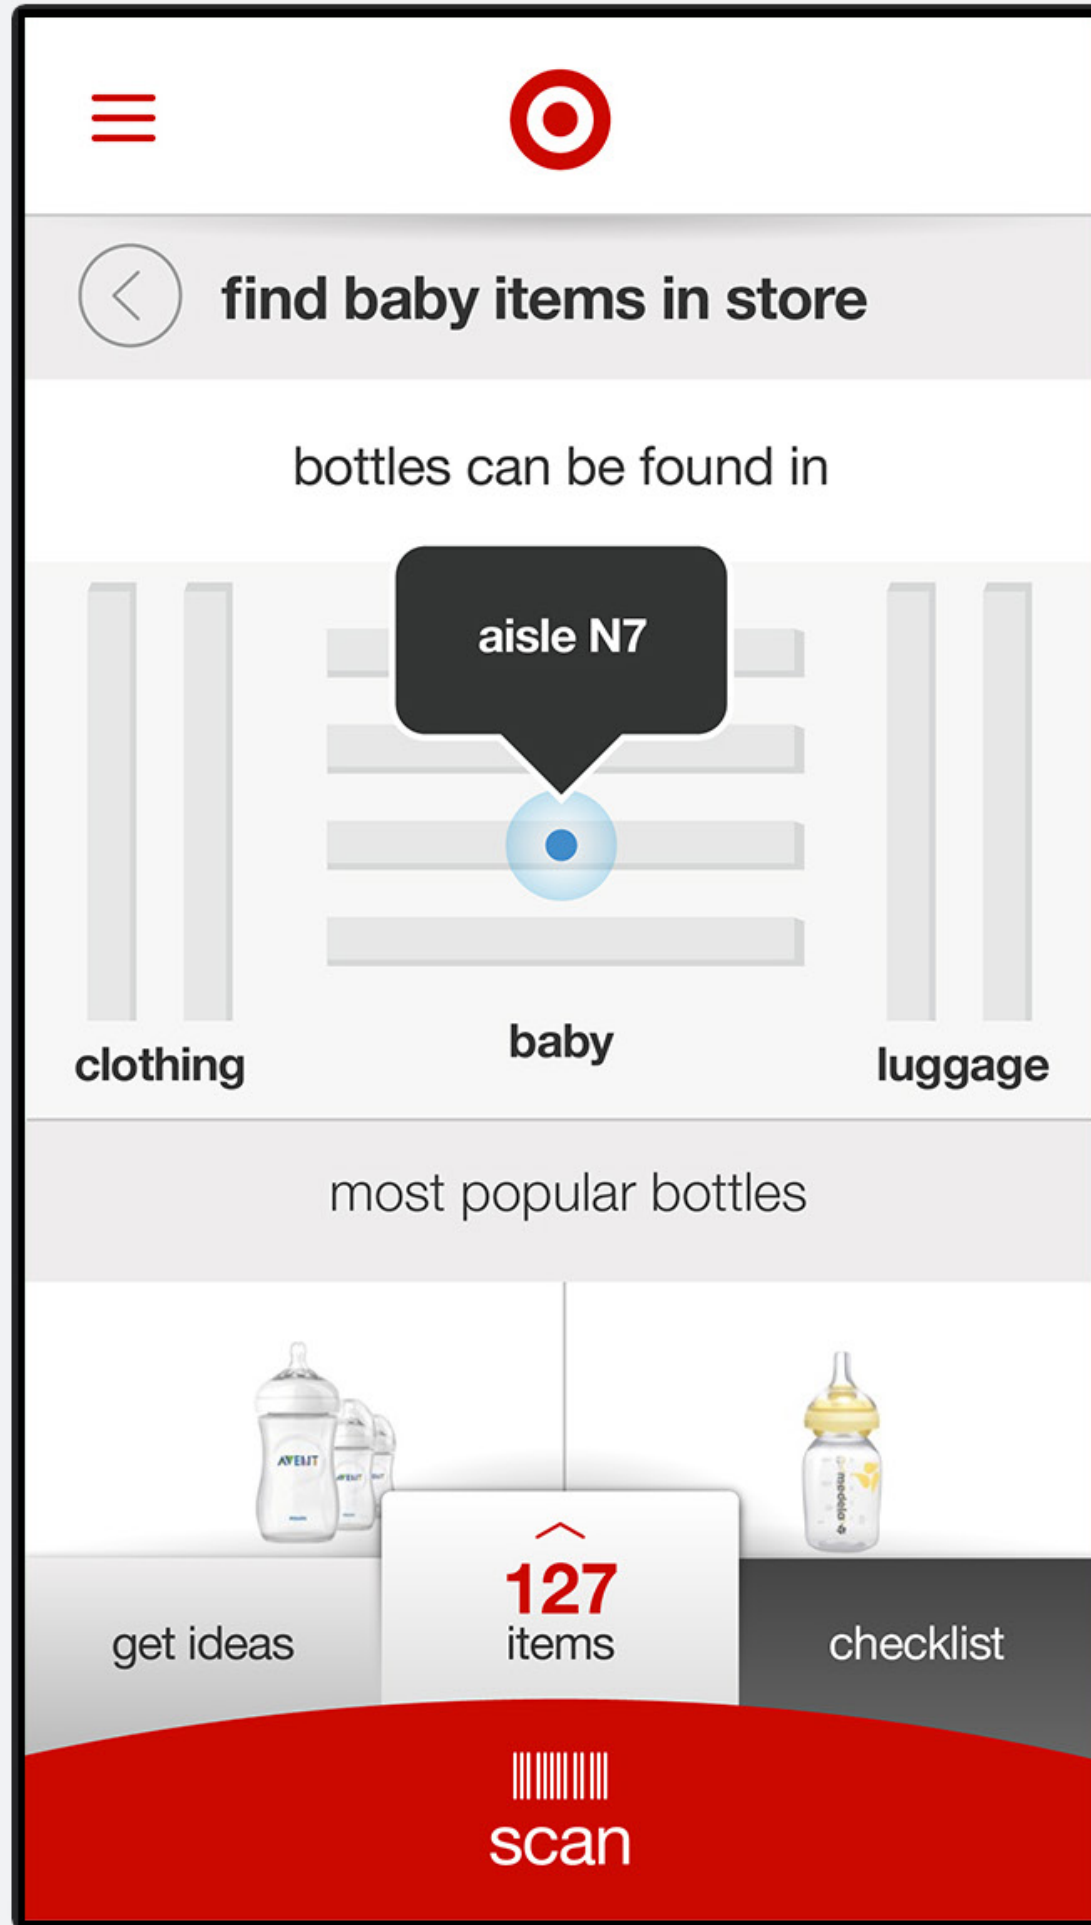 find baby items in store
bottles can be found in
aisle N7
clothing
baby
luggage
most popular bottles
AVENT
AVENT
medela
127
get ideas
items
checklist
scan